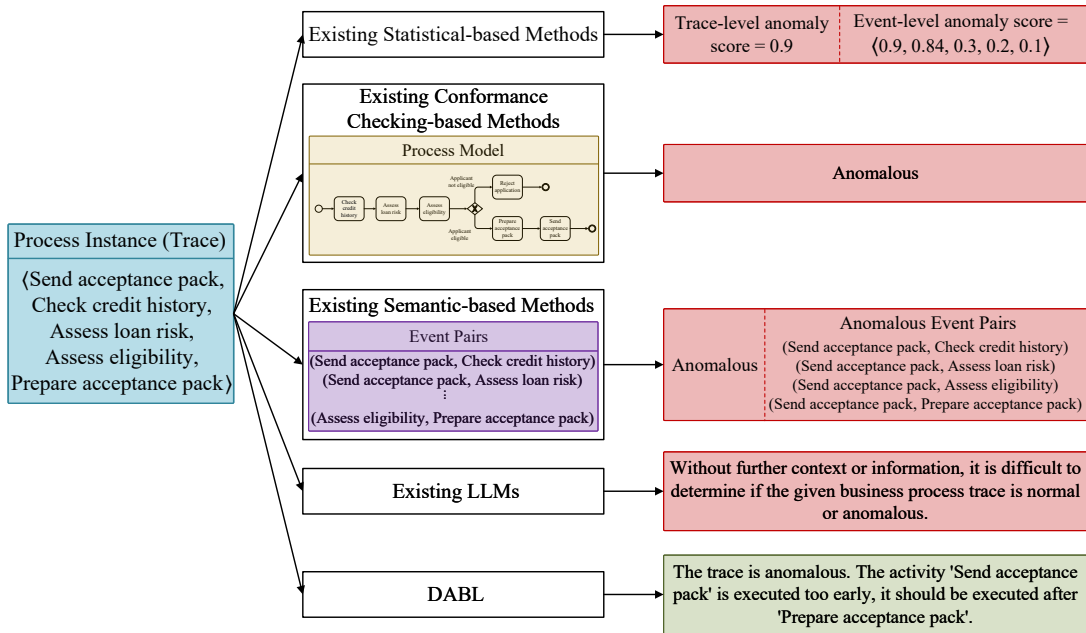 Process Instance (Trace)
⟨Send acceptance pack,
Check credit history,
Assess loan risk,
Assess eligibility,
Prepare acceptance pack⟩
Existing Statistical-based Methods
Trace-level anomaly
score = 0.9
Event-level anomaly score =
⟨0.9, 0.84, 0.3, 0.2, 0.1⟩
Existing Conformance
Checking-based Methods
Process Model
Check
credit
history
Assess
loan risk
Assess
eligibility
Applicant
not eligible
Reject
application
Applicant
eligible
Prepare
acceptance
pack
Send
acceptance
pack
Anomalous
Existing Semantic-based Methods
Event Pairs
(Send acceptance pack, Check credit history)
(Send acceptance pack, Assess loan risk)
⋮
(Assess eligibility, Prepare acceptance pack)
Anomalous
Anomalous Event Pairs
(Send acceptance pack, Check credit history)
(Send acceptance pack, Assess loan risk)
(Send acceptance pack, Assess eligibility)
(Send acceptance pack, Prepare acceptance pack)
Existing LLMs
Without further context or information, it is difficult to
determine if the given business process trace is normal
or anomalous.
DABL
The trace is anomalous. The activity 'Send acceptance
pack' is executed too early, it should be executed after
'Prepare acceptance pack'.